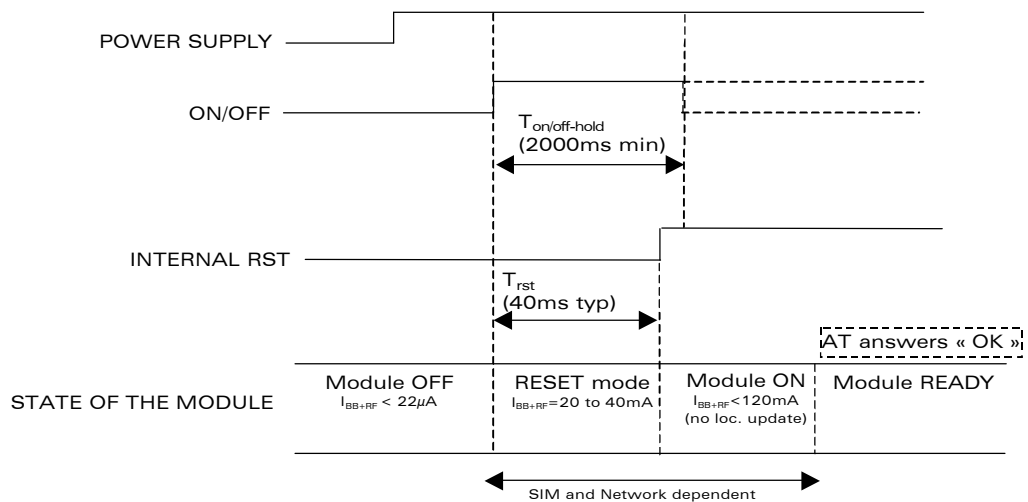 POWER SUPPLY
ON/OFF
Ton/off-hold
(2000ms min)
INTERNAL RST
Trst
(40ms typ)
AT answers « OK »
STATE OF THE MODULE
Module OFF
IBB+RF < 22µA
RESET mode
IBB+RF=20 to 40mA
Module ON
IBB+RF<120mA
(no loc. update)
Module READY
SIM and Network dependent